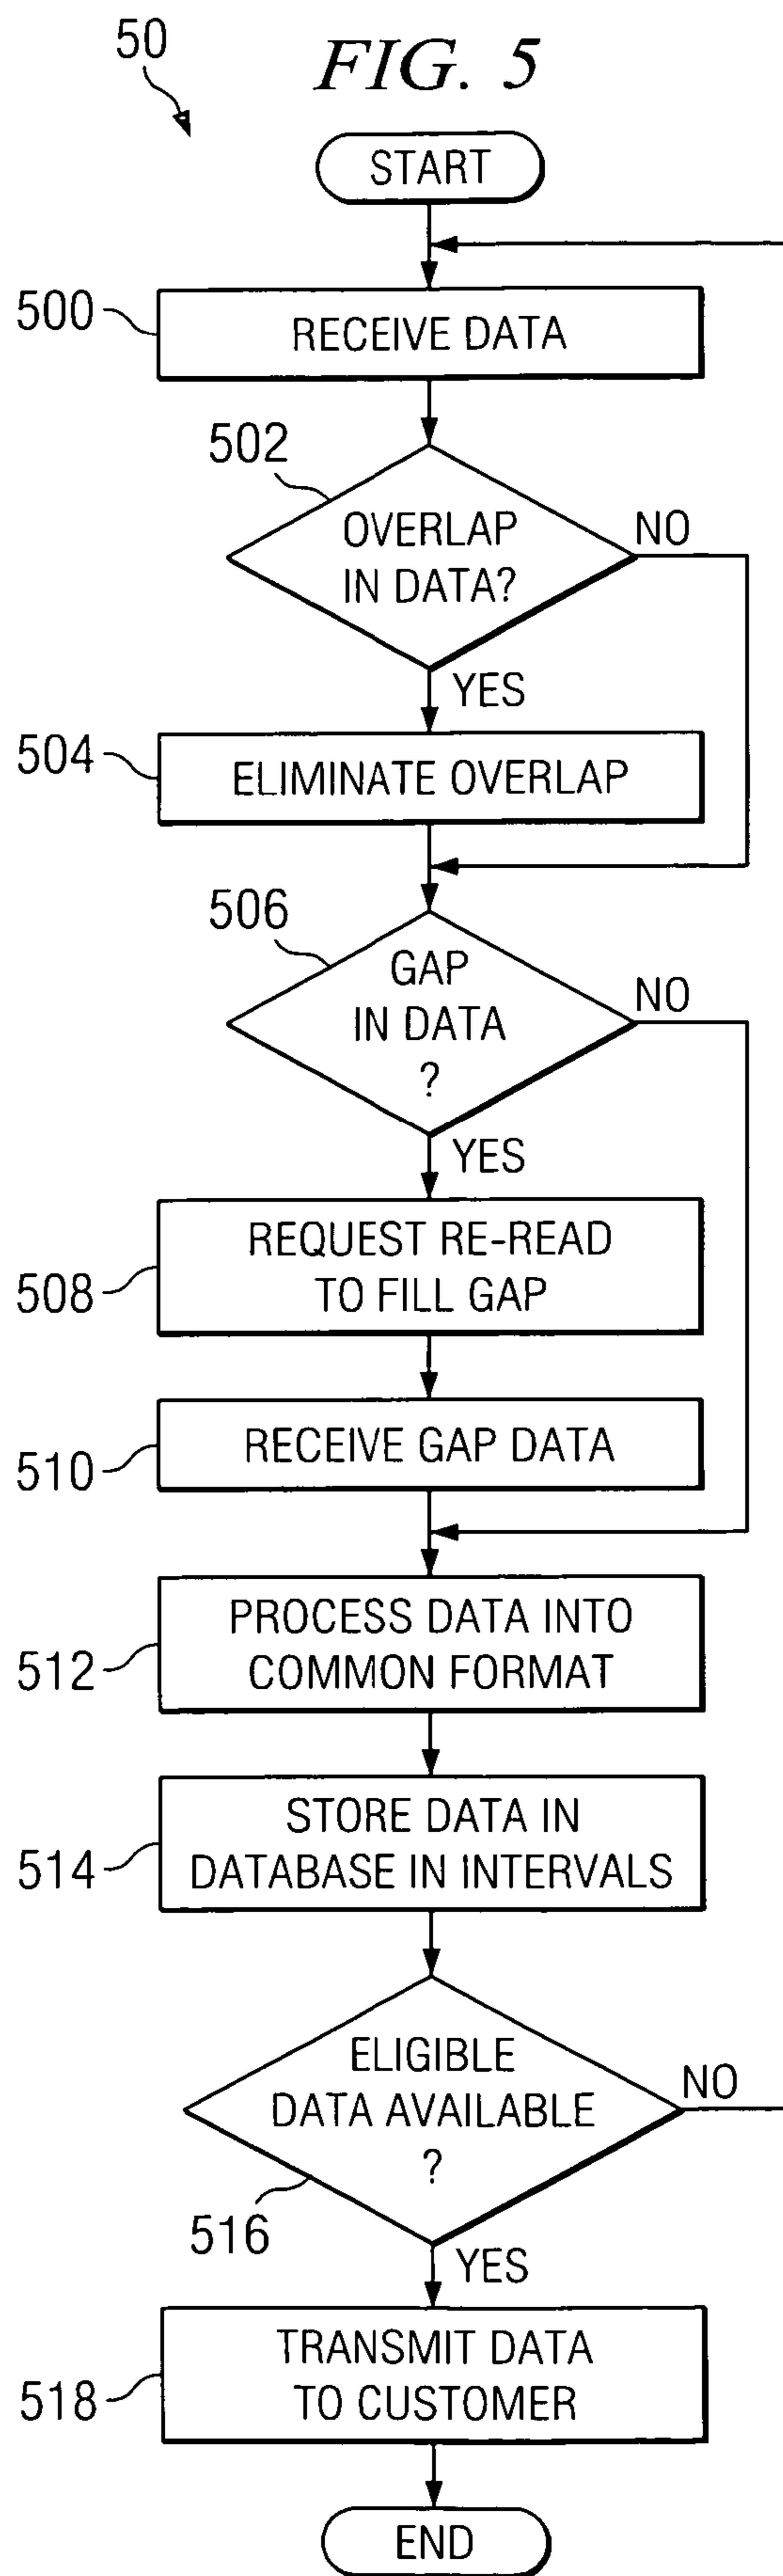 50
FIG. 5
START
500
RECEIVE DATA
502
OVERLAP
IN DATA?
NO
YES
504
ELIMINATE OVERLAP
506
GAP
IN DATA
?
NO
YES
508
REQUEST RE-READ
TO FILL GAP
510
RECEIVE GAP DATA
512
PROCESS DATA INTO
COMMON FORMAT
514
STORE DATA IN
DATABASE IN INTERVALS
ELIGIBLE
DATA AVAILABLE
?
NO
516
YES
518
TRANSMIT DATA
TO CUSTOMER
END